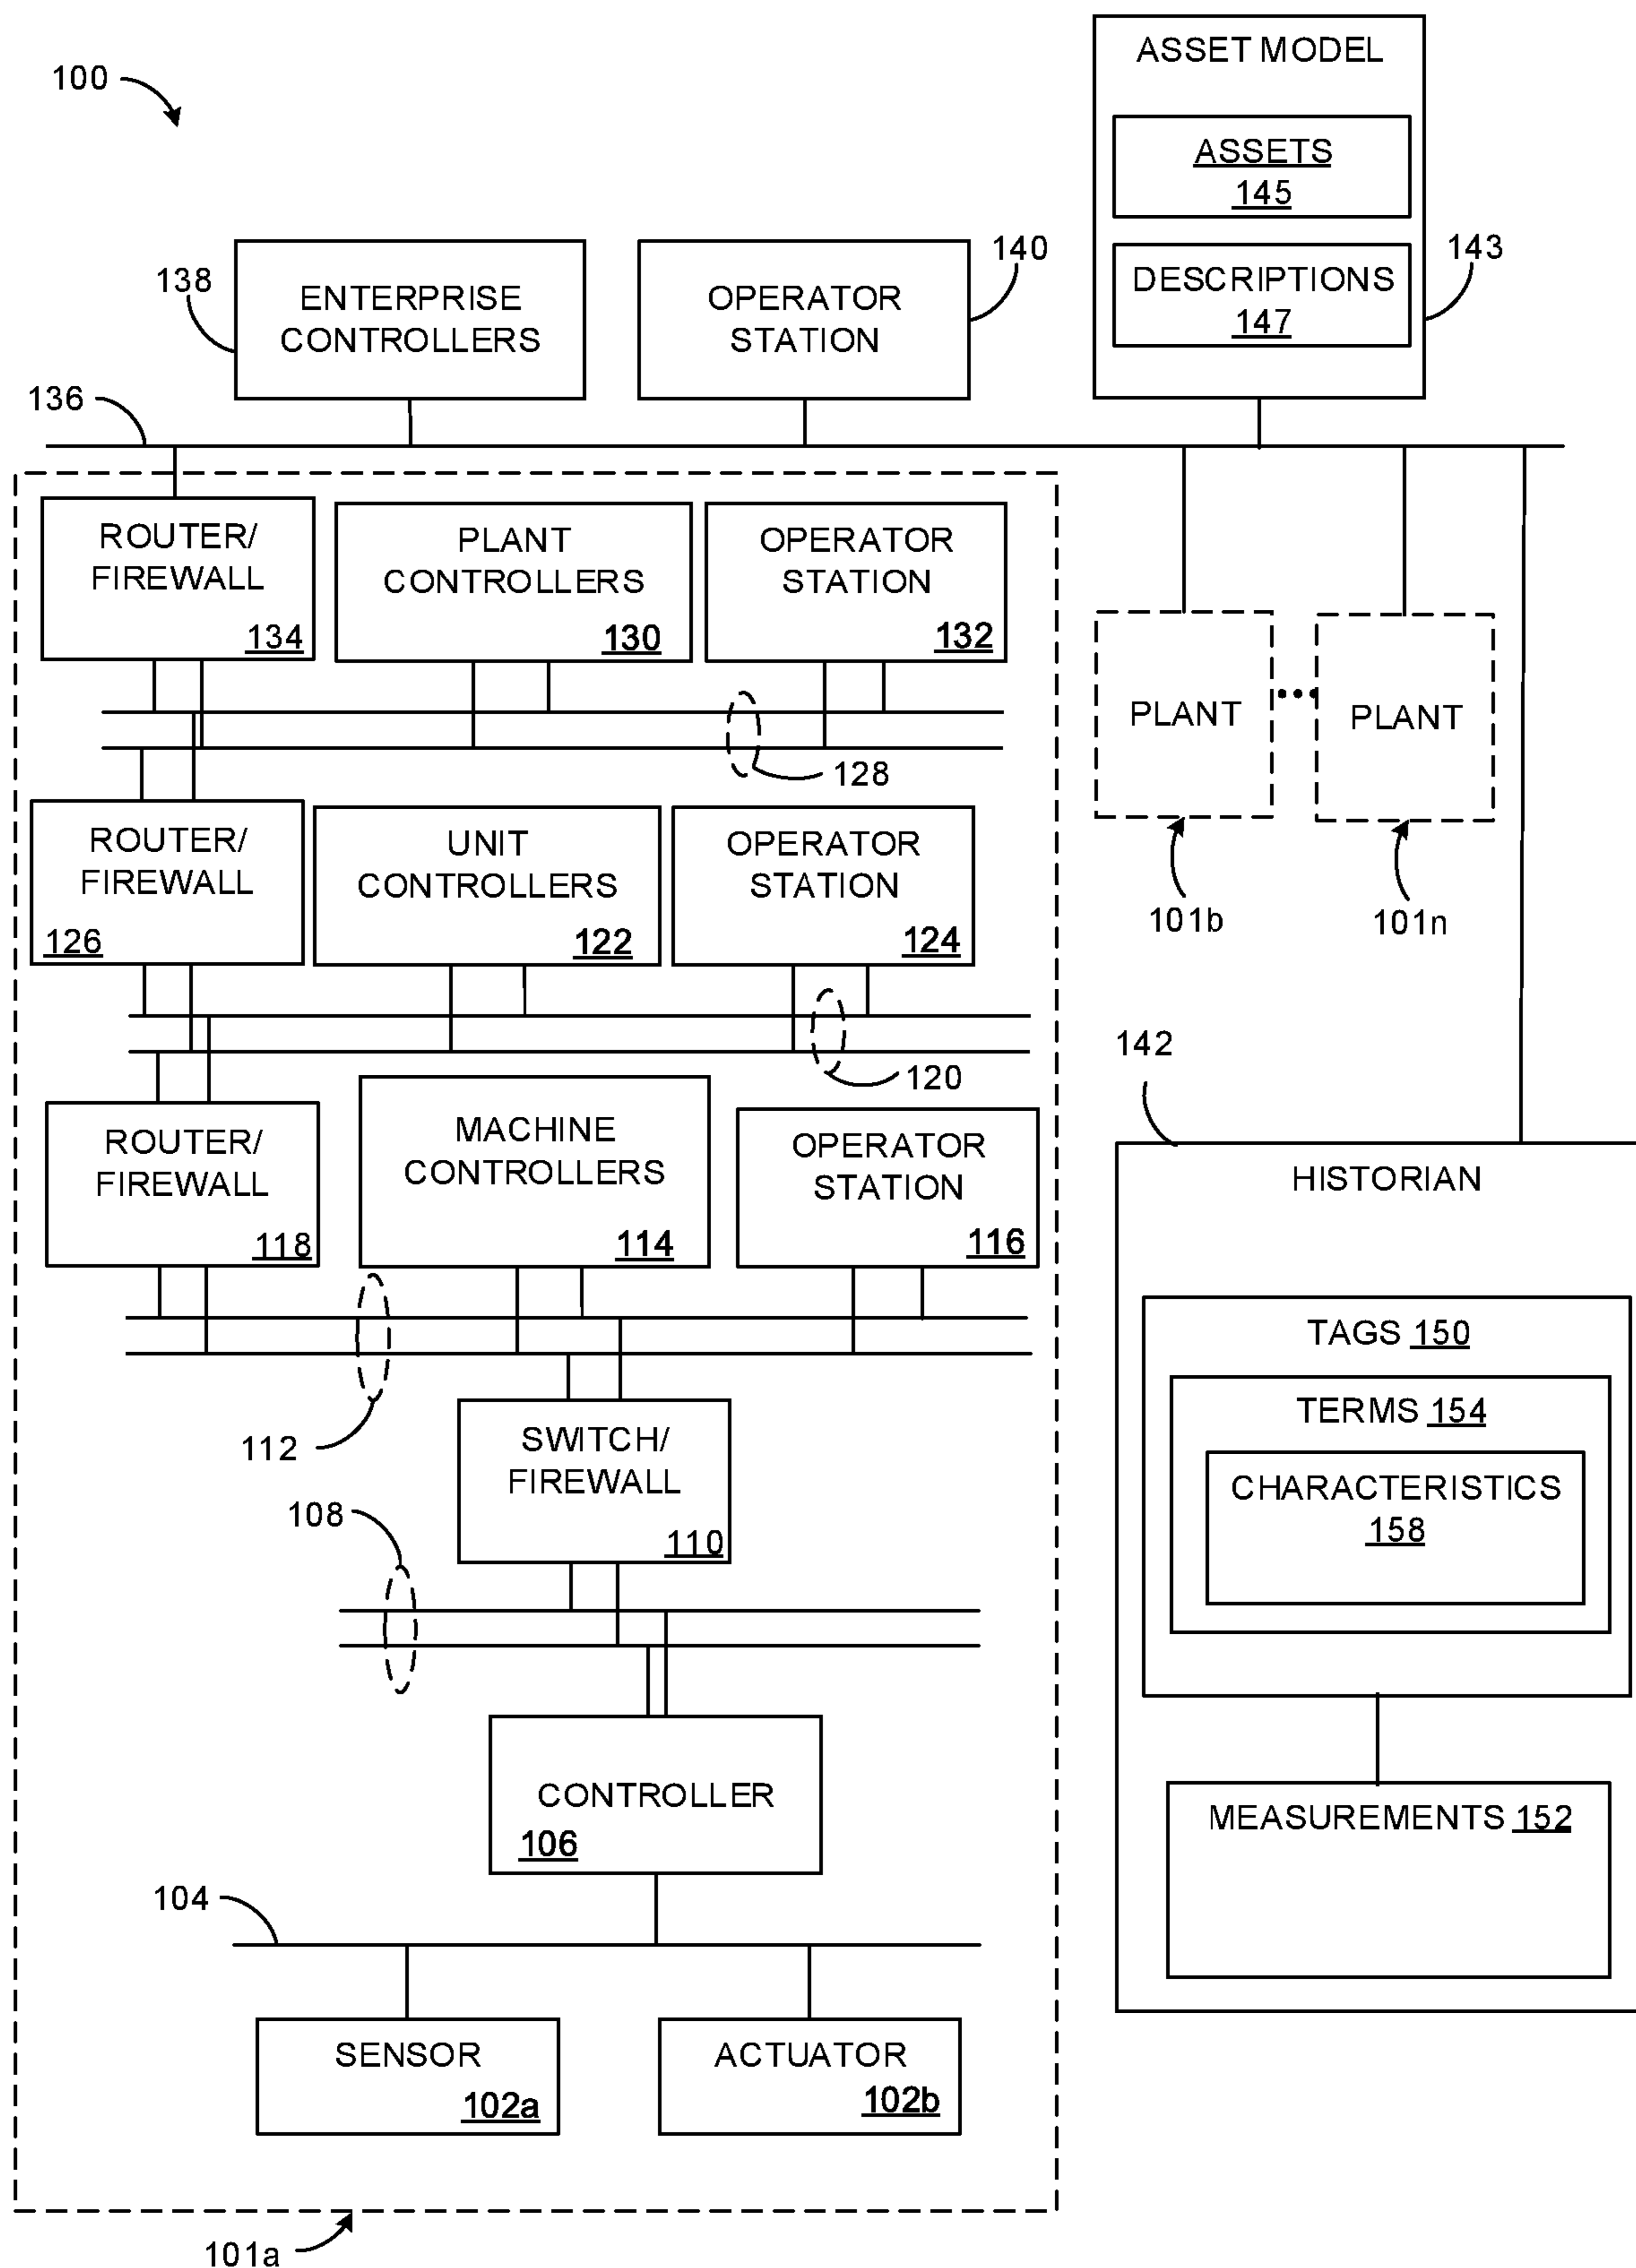 100
ASSET MODEL
ASSETS
145
DESCRIPTIONS
147
143
138
ENTERPRISE
CONTROLLERS
OPERATOR
STATION
140
136
ROUTER/
FIREWALL
134
PLANT
CONTROLLERS
130
OPERATOR
STATION
132
128
PLANT
PLANT
101b
101n
ROUTER/
FIREWALL
126
UNIT
CONTROLLERS
122
OPERATOR
STATION
124
120
ROUTER/
FIREWALL
118
MACHINE
CONTROLLERS
114
OPERATOR
STATION
116
112
SWITCH/
FIREWALL
110
108
CONTROLLER
106
104
SENSOR
102a
ACTUATOR
102b
101a
142
HISTORIAN
TAGS 150
TERMS 154
CHARACTERISTICS
158
MEASUREMENTS 152